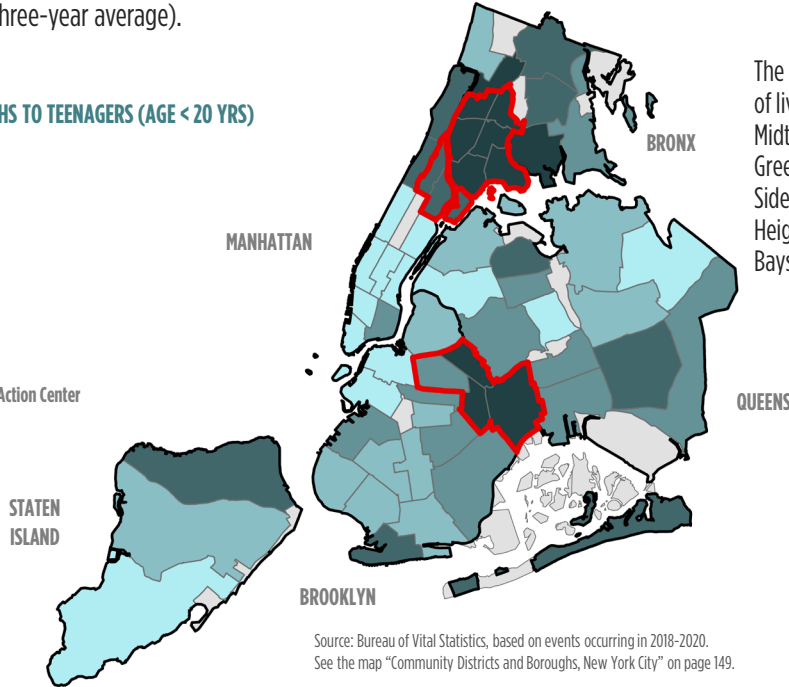 hree-year average).
HS TO TEENAGERS (AGE < 20 YRS)
The
of liv
Midt
Gree
Side
Heig
Bays
BRONX
MANHATTAN
Action Center
QUEENS
STATEN
ISLAND
BROOKLYN
Source: Bureau of Vital Statistics, based on events occurring in 2018-2020.
See the map “Community Districts and Boroughs, New York City” on page 149.